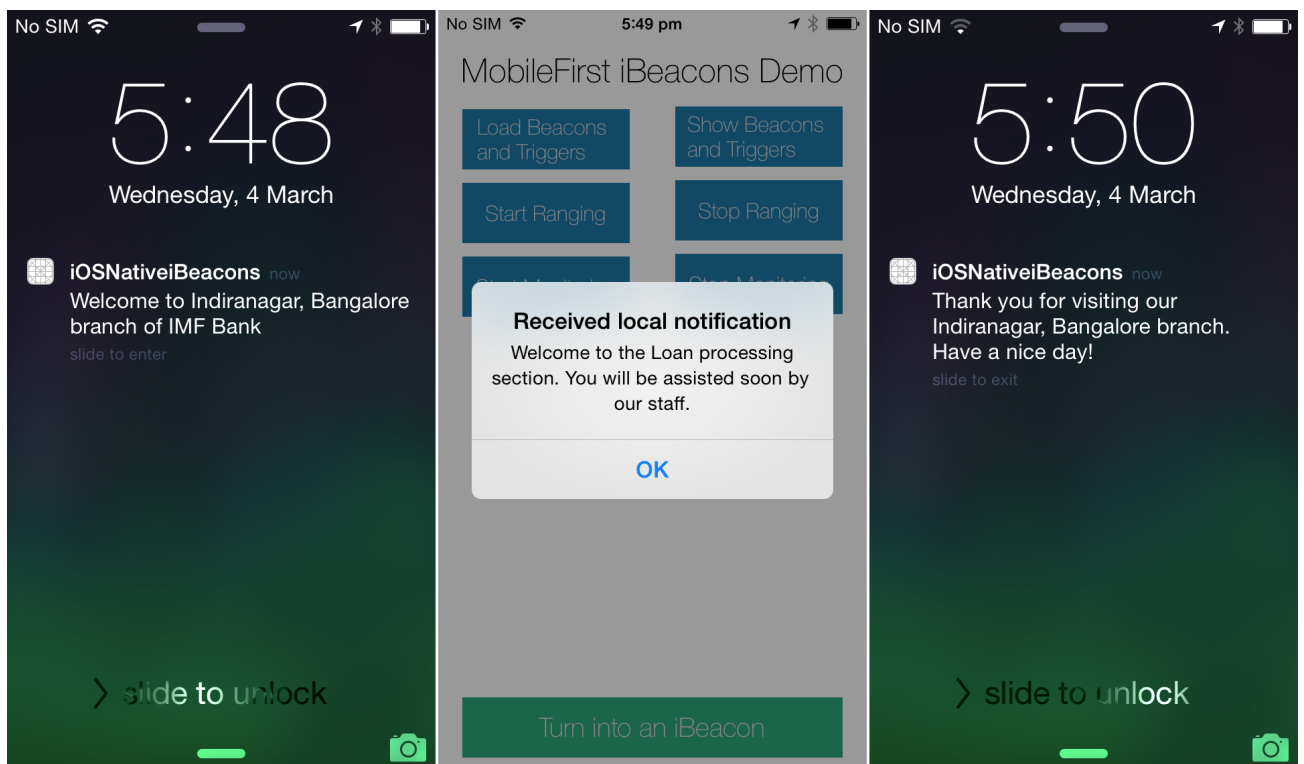 No SIM
5:48
Wednesday, 4 March
iOSNativeiBeacons now
Welcome to Indiranagar, Bangalore
branch of IMF Bank
slide to enter
slide to unlock
No SIM 5:49 pm
MobileFirst iBeacons Demo
Load Beacons
and Triggers
Show Beacons
and Triggers
Start Ranging
Stop Ranging
Start Monitoring
Stop Monitoring
Received local notification
Welcome to the Loan processing
section. You will be assisted soon by
our staff.
OK
Turn into an iBeacon
No SIM
5:50
Wednesday, 4 March
iOSNativeiBeacons now
Thank you for visiting our
Indiranagar, Bangalore branch.
Have a nice day!
slide to exit
slide to unlock